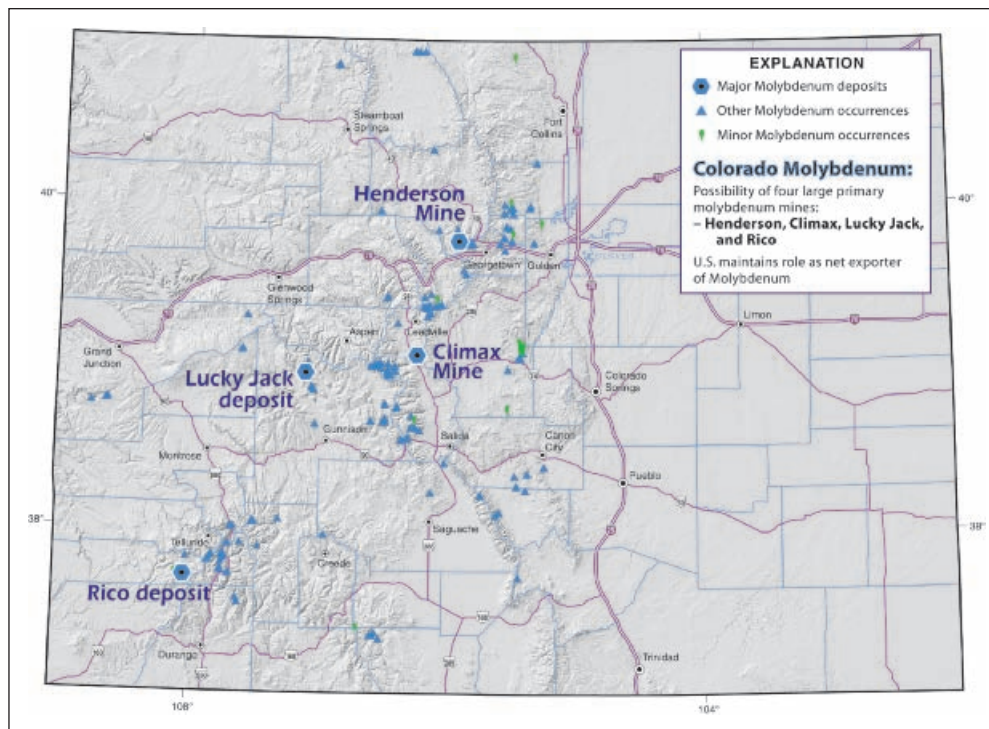 EXPLANATION
Major Molybdenum deposits
Other Molybdenum occurrences
Minor Molybdenum occurrences
Colorado Molybdenum:
Possibility of four large primary
molybdenum mines:
– Henderson, Climax, Lucky Jack,
and Rico
U.S. maintains role as net exporter
of Molybdenum
Steamboat
Springs
Fort
Collins
40°
40°
Henderson
Mine
Georgetown
Golden
Glenwood
Springs
Aspen
Leadville
Limon
Grand
Junction
Climax
Mine
Lucky Jack
deposit
Colorado
Springs
Gunnison
Salida
Canon
City
Montrose
Pueblo
38°
38°
Saguache
Telluride
Creede
Rico deposit
Durango
Trinidad
108°
104°